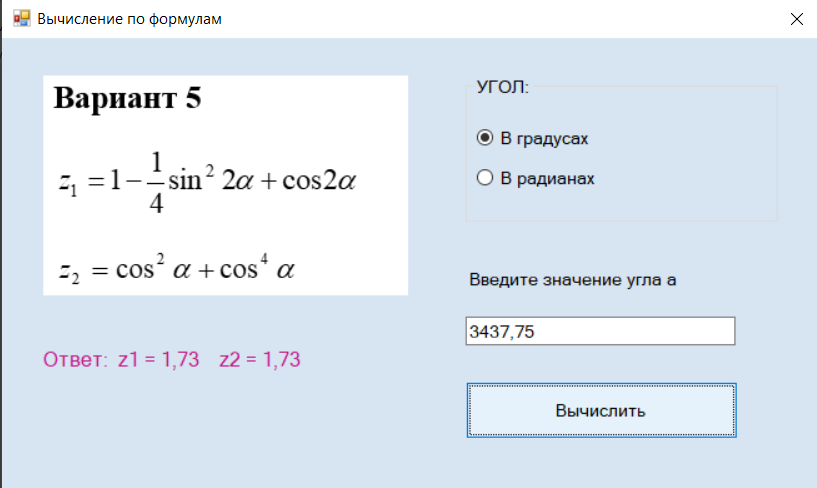 Вычисление по формулам
Вариант 5
z₁ = 1 − 1/4 sin² 2α + cos2α
z₂ = cos² α + cos⁴ α
Ответ: z1 = 1,73 z2 = 1,73
УГОЛ:
В градусах
В радианах
Введите значение угла а
3437,75
Вычислить